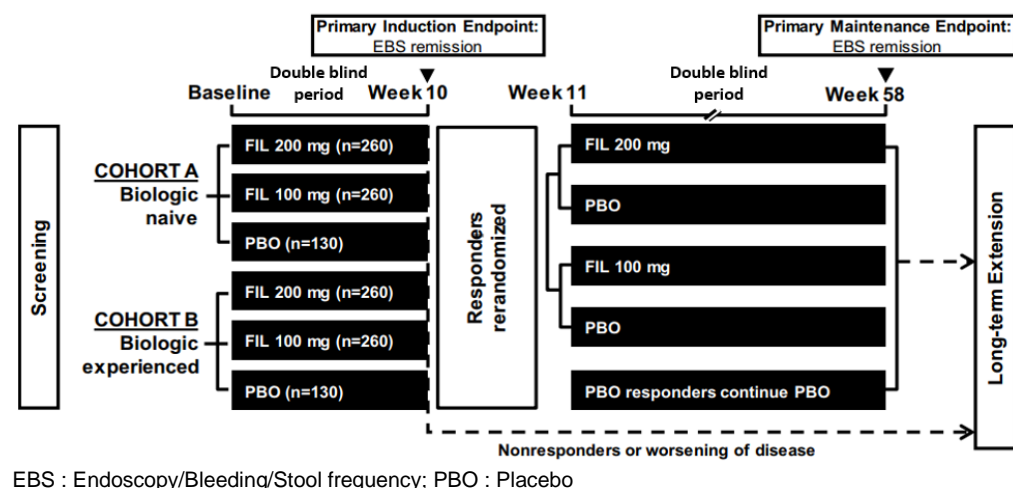 Primary Induction Endpoint:
EBS remission
Primary Maintenance Endpoint:
EBS remission
Double blind
period
Baseline
Week 10
Week 11
Double blind
period
Week 58
Screening
COHORT A
Biologic
naive
FIL 200 mg (n=260)
FIL 100 mg (n=260)
PBO (n=130)
COHORT B
Biologic
experienced
FIL 200 mg (n=260)
FIL 100 mg (n=260)
PBO (n=130)
Responders
rerandomized
FIL 200 mg
PBO
FIL 100 mg
PBO
PBO responders continue PBO
Long-term Extension
Nonresponders or worsening of disease
EBS : Endoscopy/Bleeding/Stool frequency; PBO : Placebo